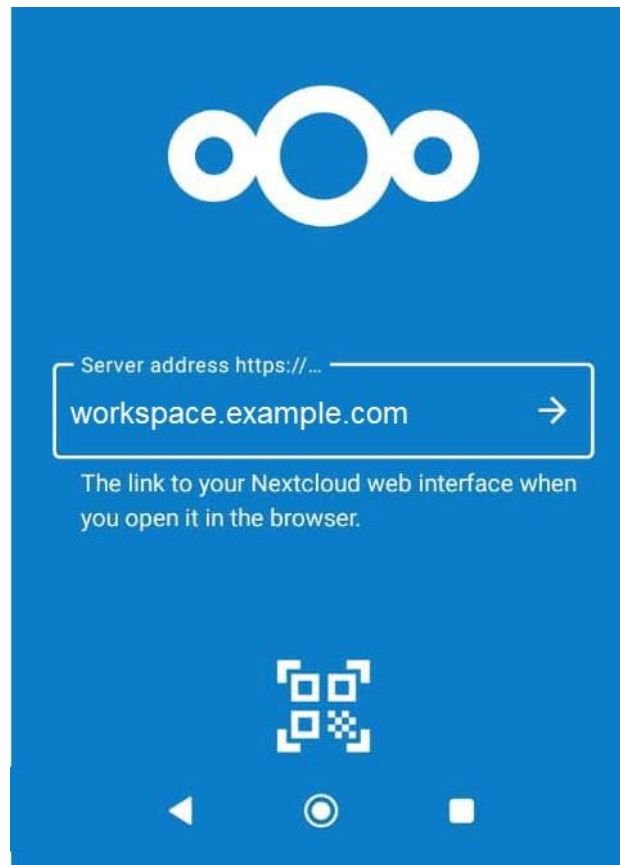 Server address https://...
workspace.example.com
The link to your Nextcloud web interface when
you open it in the browser.